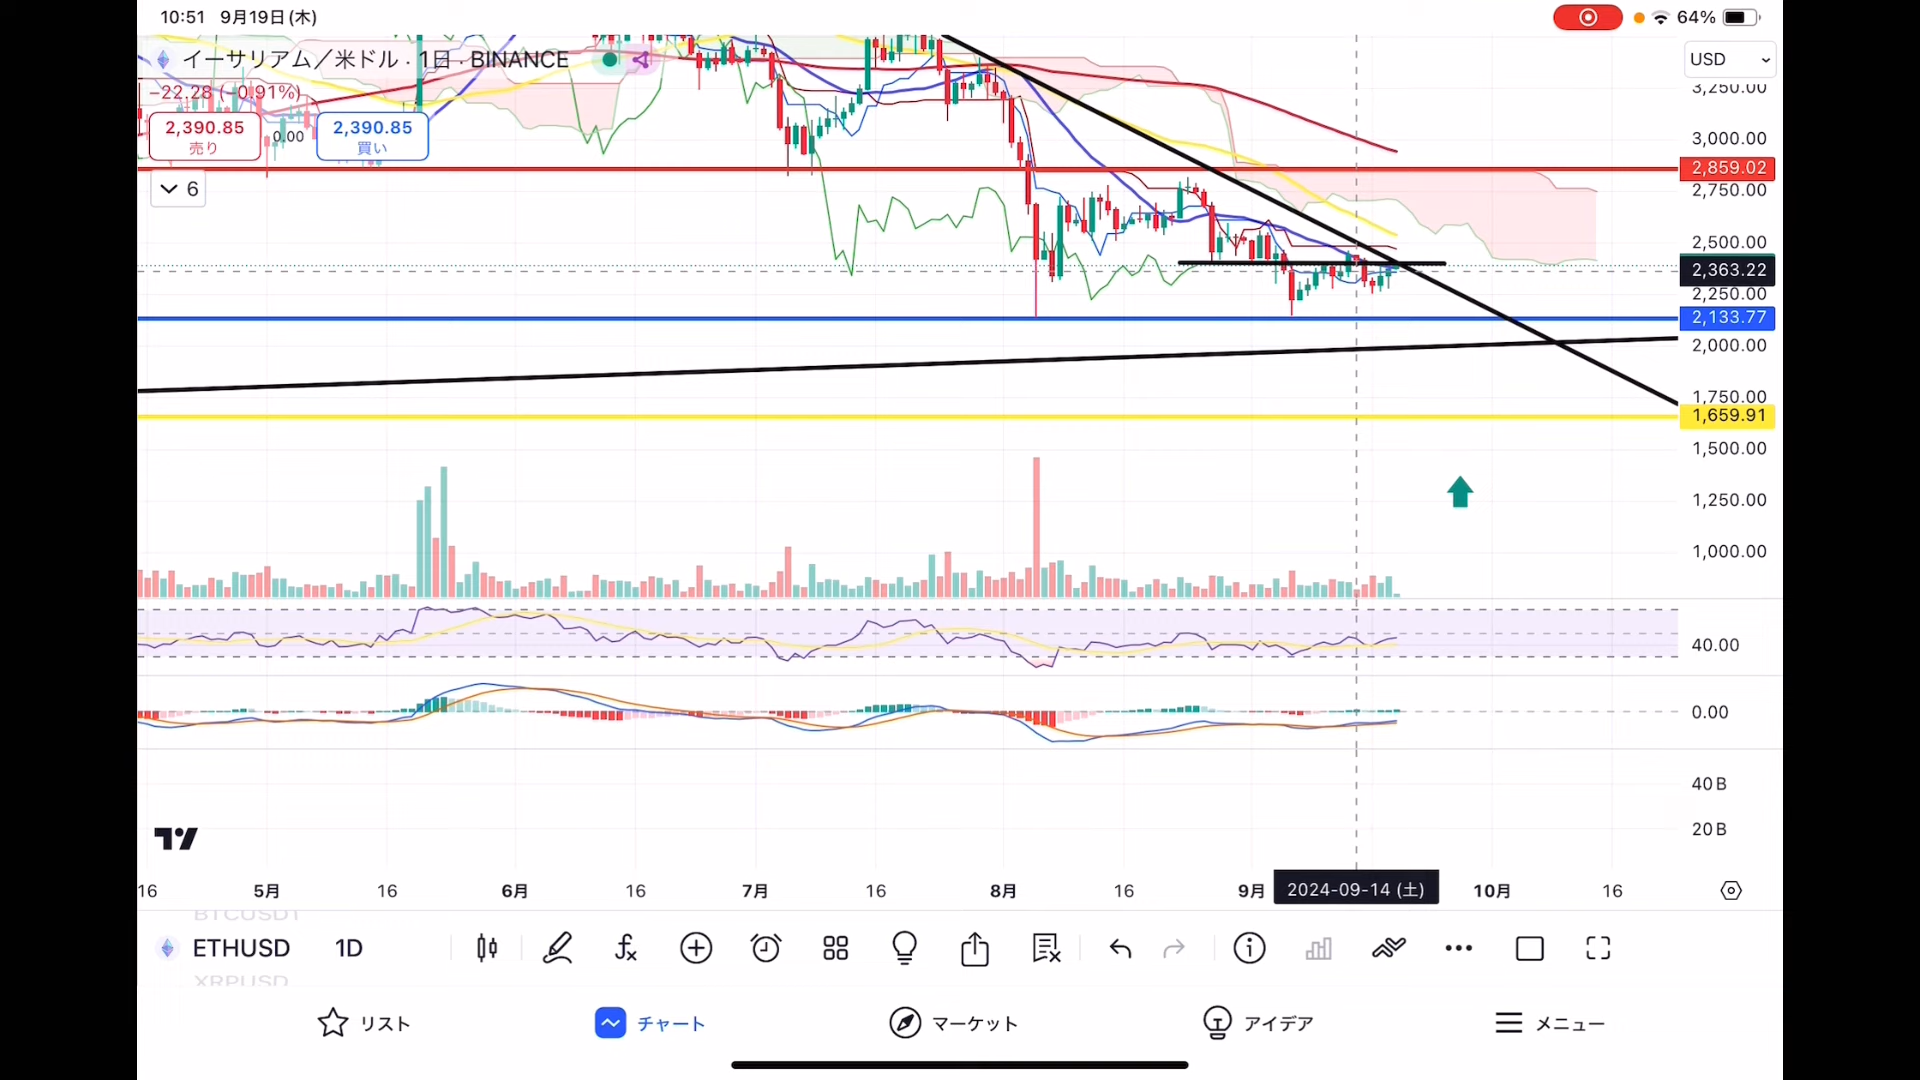 10:51 9月19日(木)
64%
イーサリアム／米ドル · 1日 · BINANCE
USD
−22.28 (−0.91%)
2,390.85
売り
0.00
2,390.85
買い
6
3,250.00
3,000.00
2,859.02
2,750.00
2,500.00
2,363.22
2,250.00
2,133.77
2,000.00
1,750.00
1,659.91
1,500.00
1,250.00
1,000.00
40.00
0.00
40 B
20 B
16 5月 16 6月 16 7月 16 8月 16 9月 2024-09-14 (土) 10月 16
BTCUSDT
ETHUSD 1D
XRPUSD
リスト チャート マーケット アイデア メニュー